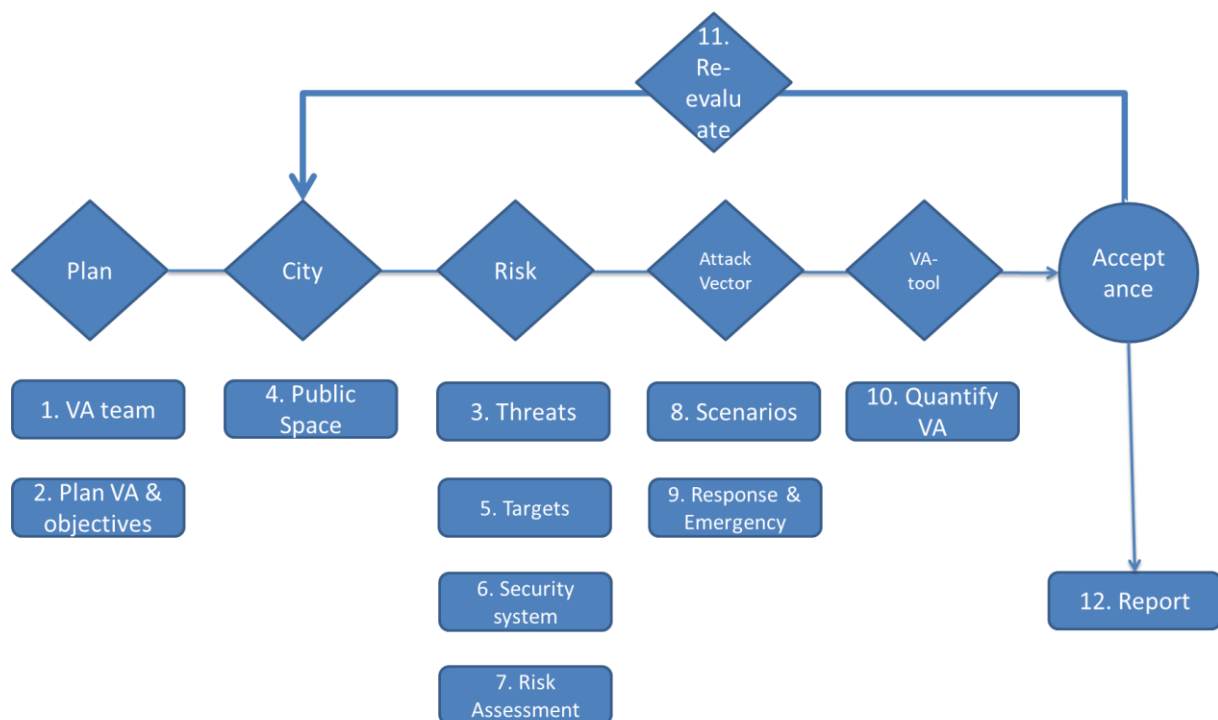 11.
Re-
evalu
ate
Plan
City
Risk
Attack
Vector
VA-
tool
Accept
ance
1. VA team
4. Public
Space
3. Threats
8. Scenarios
10. Quantify
VA
2. Plan VA &
objectives
5. Targets
9. Response &
Emergency
6. Security
system
12. Report
7. Risk
Assessment